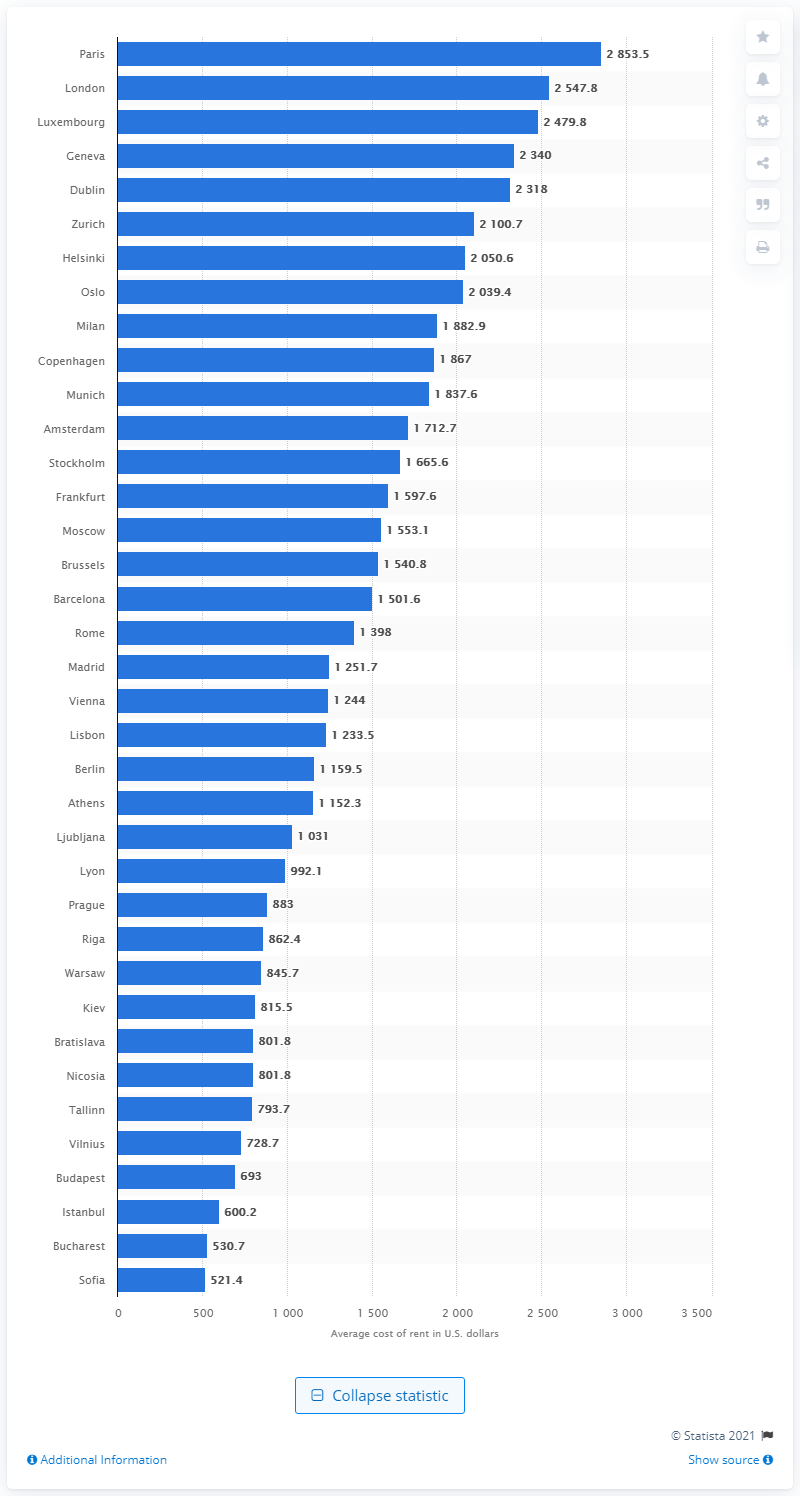 Paris 2 853.5
London 2 547.8
Luxembourg 2 479.8
Geneva 2 340
Dublin 2 318
Zurich 2 100.7
Helsinki 2 050.6
Oslo 2 039.4
Milan 1 882.9
Copenhagen 1 867
Munich 1 837.6
Amsterdam 1 712.7
Stockholm 1 665.6
Frankfurt 1 597.6
Moscow 1 553.1
Brussels 1 540.8
Barcelona 1 501.6
Rome 1 398
Madrid 1 251.7
Vienna 1 244
Lisbon 1 233.5
Berlin 1 159.5
Athens 1 152.3
Ljubljana 1 031
Lyon 992.1
Prague 883
Riga 862.4
Warsaw 845.7
Kiev 815.5
Bratislava 801.8
Nicosia 801.8
Tallinn 793.7
Vilnius 728.7
Budapest 693
Istanbul 600.2
Bucharest 530.7
Sofia 521.4
0 500 1 000 1 500 2 000 2 500 3 000 3 500
Average cost of rent in U.S. dollars
Collapse statistic
© Statista 2021
Additional Information Show source